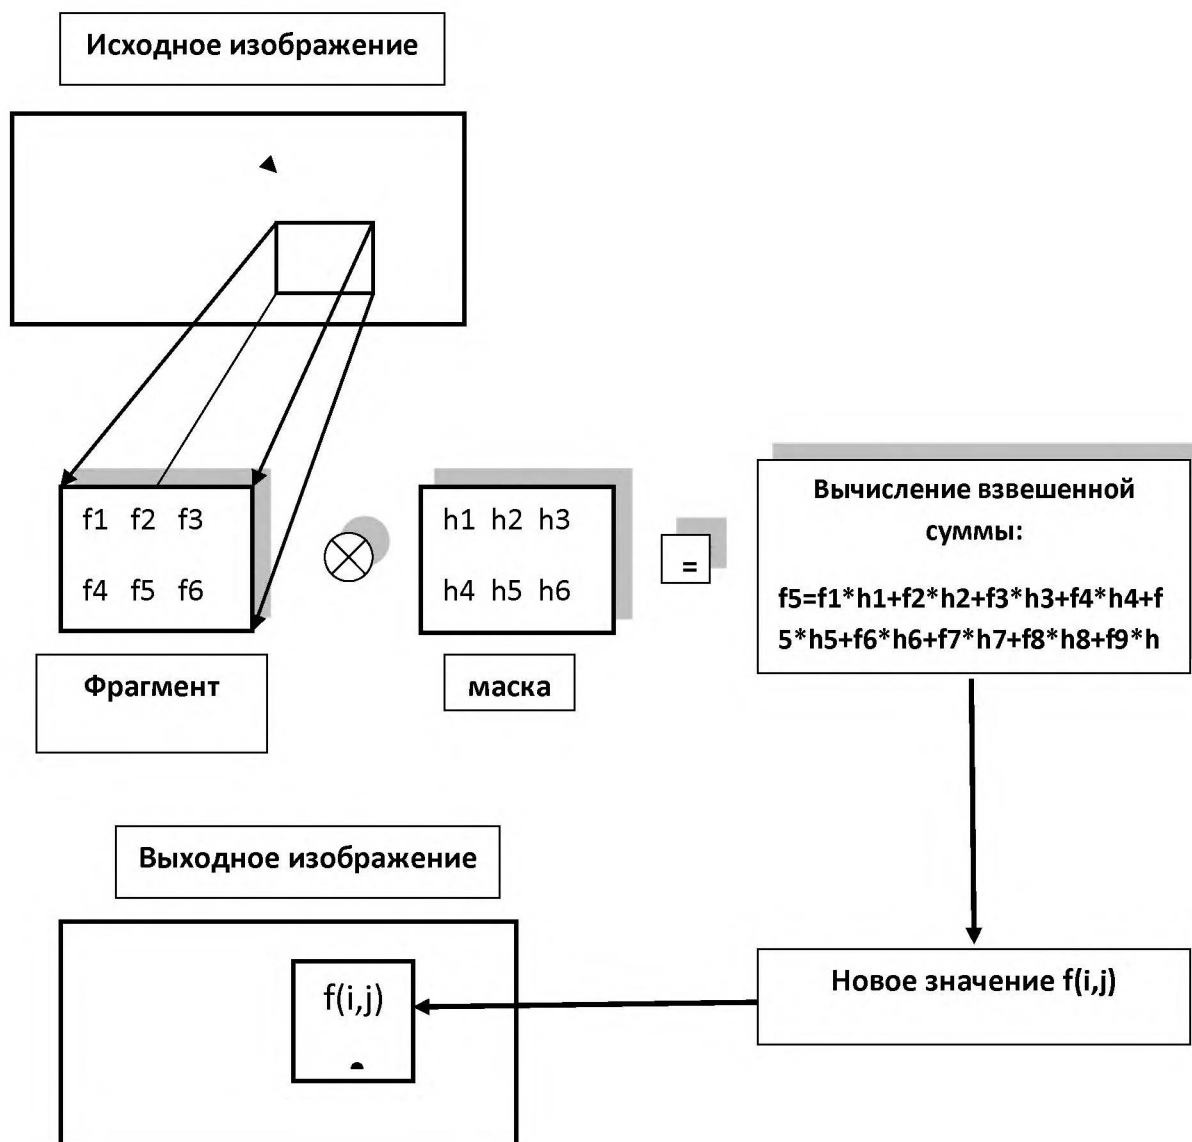 Исходное изображение
f1 f2 f3
f4 f5 f6
Фрагмент
h1 h2 h3
h4 h5 h6
маска
=
Вычисление взвешенной
суммы:
f5=f1*h1+f2*h2+f3*h3+f4*h4+f
5*h5+f6*h6+f7*h7+f8*h8+f9*h
Выходное изображение
f(i,j)
Новое значение f(i,j)